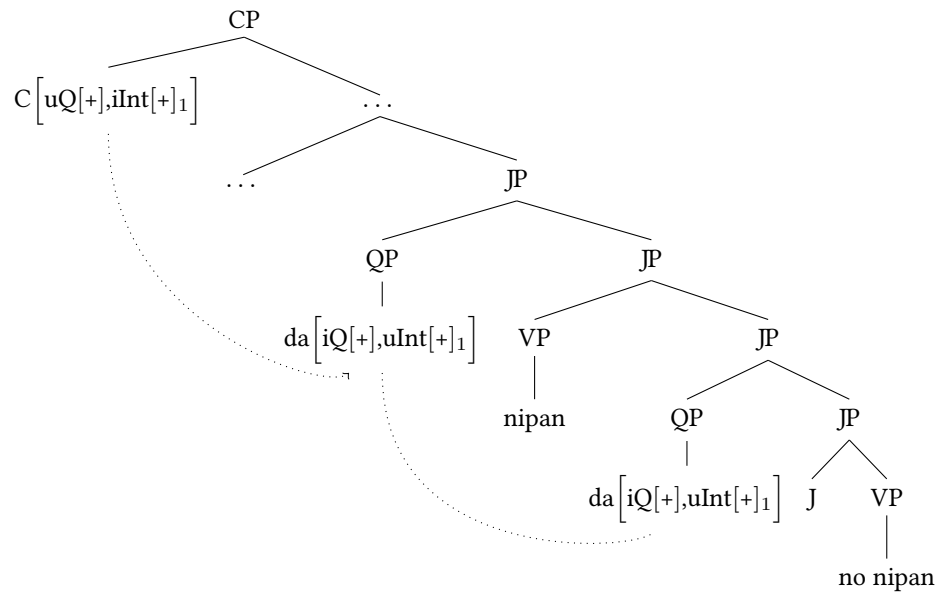 CP
C[uQ[+],iInt[+]₁]
. . .
. . .
JP
QP
JP
da[iQ[+],uInt[+]₁]
VP
JP
nipan
QP
JP
da[iQ[+],uInt[+]₁]
J
VP
no nipan